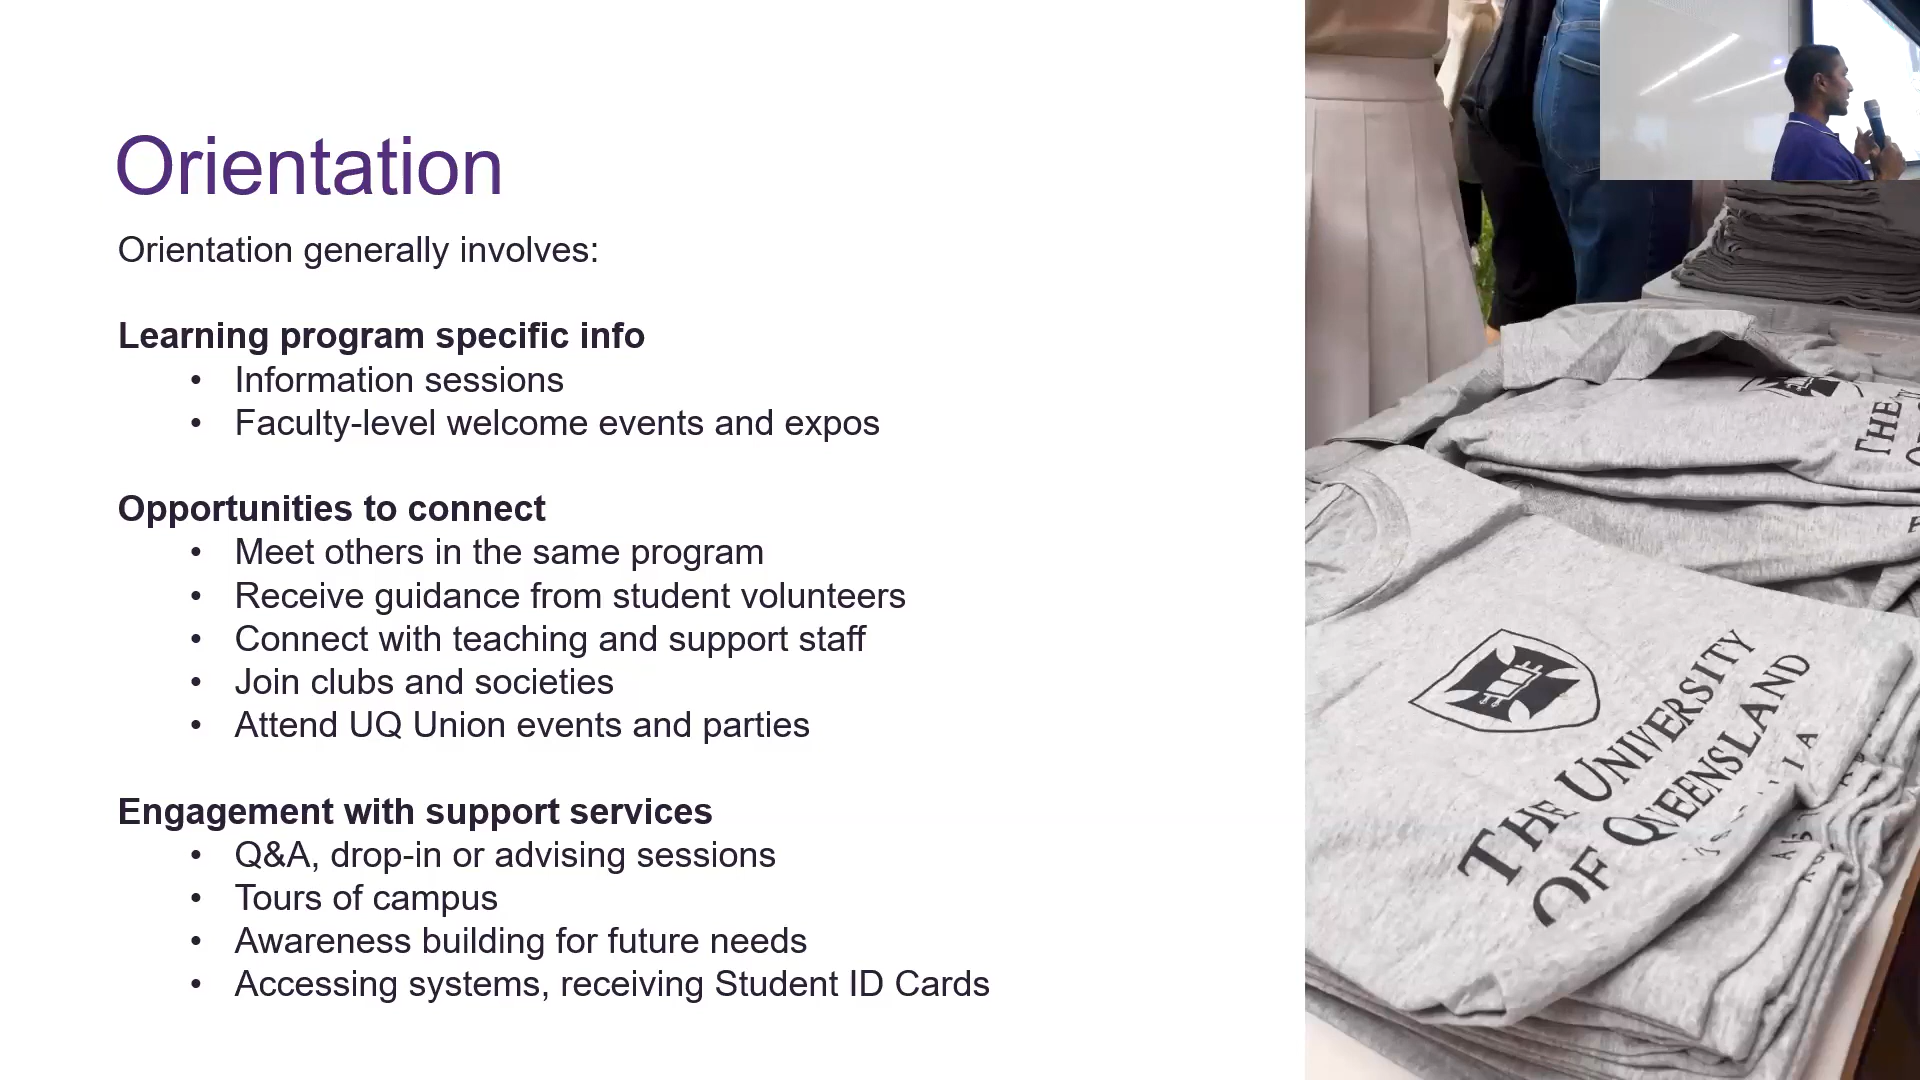 Orientation
Orientation generally involves:
Learning program specific info
• Information sessions
• Faculty-level welcome events and expos
Opportunities to connect
• Meet others in the same program
• Receive guidance from student volunteers
• Connect with teaching and support staff
• Join clubs and societies
• Attend UQ Union events and parties
Engagement with support services
• Q&A, drop-in or advising sessions
• Tours of campus
• Awareness building for future needs
• Accessing systems, receiving Student ID Cards
THE
THE UNIVERSITY
OF QUEENSLAND